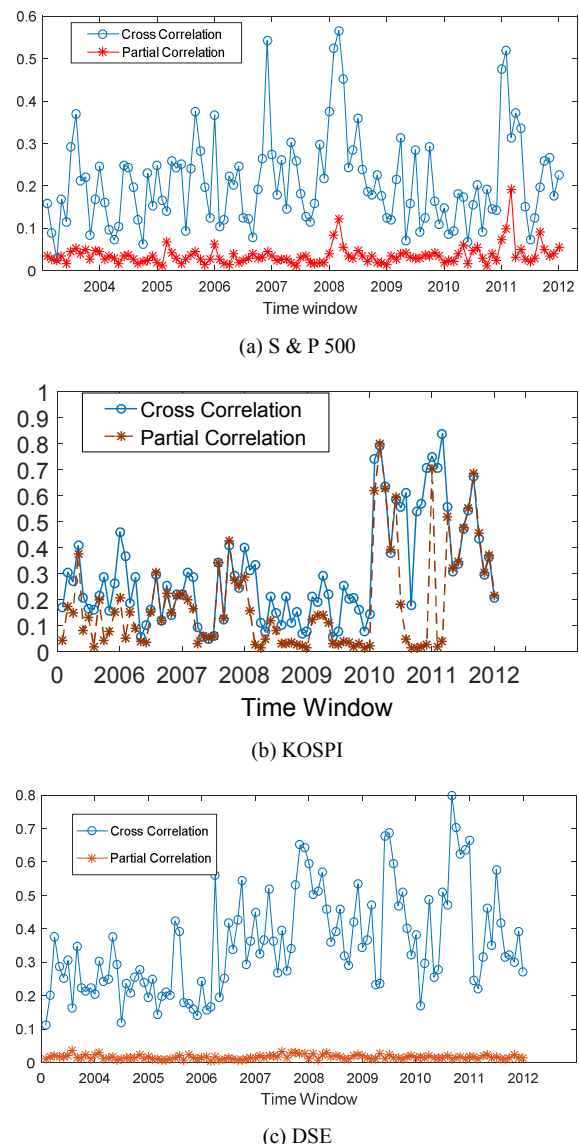 0.6
Cross Correlation
Partial Correlation
0.5
0.4
0.3
0.2
0.1
0
2004 2005 2006 2007 2008 2009 2010 2011 2012
Time window
(a) S & P 500
1
Cross Correlation
0.9
Partial Correlation
0.8
0.7
0.6
0.5
0.4
0.3
0.2
0.1
0
2006 2007 2008 2009 2010 2011 2012
Time Window
(b) KOSPI
0.8
0.7
Cross Correlation
Partial Correlation
0.6
0.5
0.4
0.3
0.2
0.1
0
0 2004 2005 2006 2007 2008 2009 2010 2011 2012
Time Window
(c) DSE